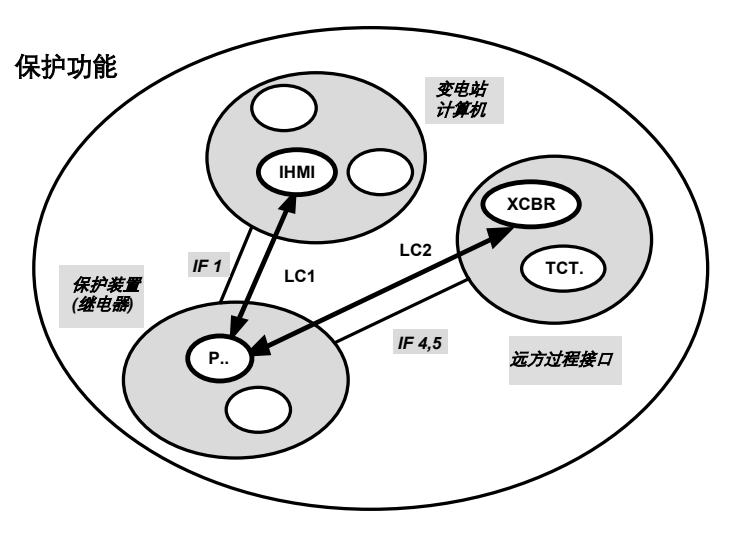 保护功能
变电站
计算机
IHMI
XCBR
LC2
IF 1
LC1
TCT.
保护装置
(继电器)
P..
IF 4,5
远方过程接口